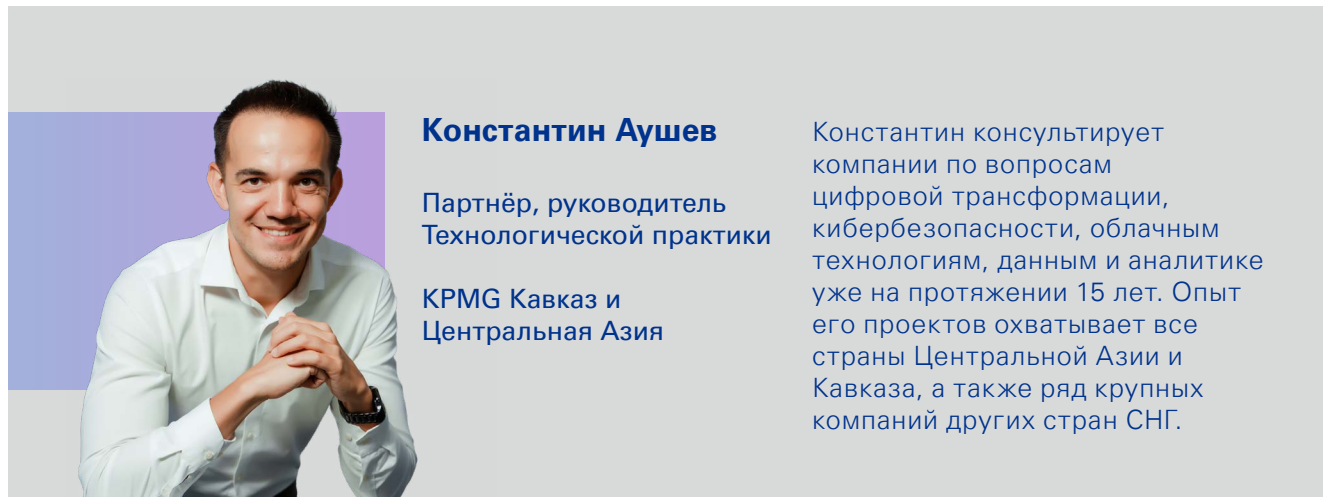 Константин Аушев
Партнёр, руководитель
Технологической практики
KPMG Кавказ и
Центральная Азия
Константин консультирует
компании по вопросам
цифровой трансформации,
кибербезопасности, облачным
технологиям, данным и аналитике
уже на протяжении 15 лет. Опыт
его проектов охватывает все
страны Центральной Азии и
Кавказа, а также ряд крупных
компаний других стран СНГ.